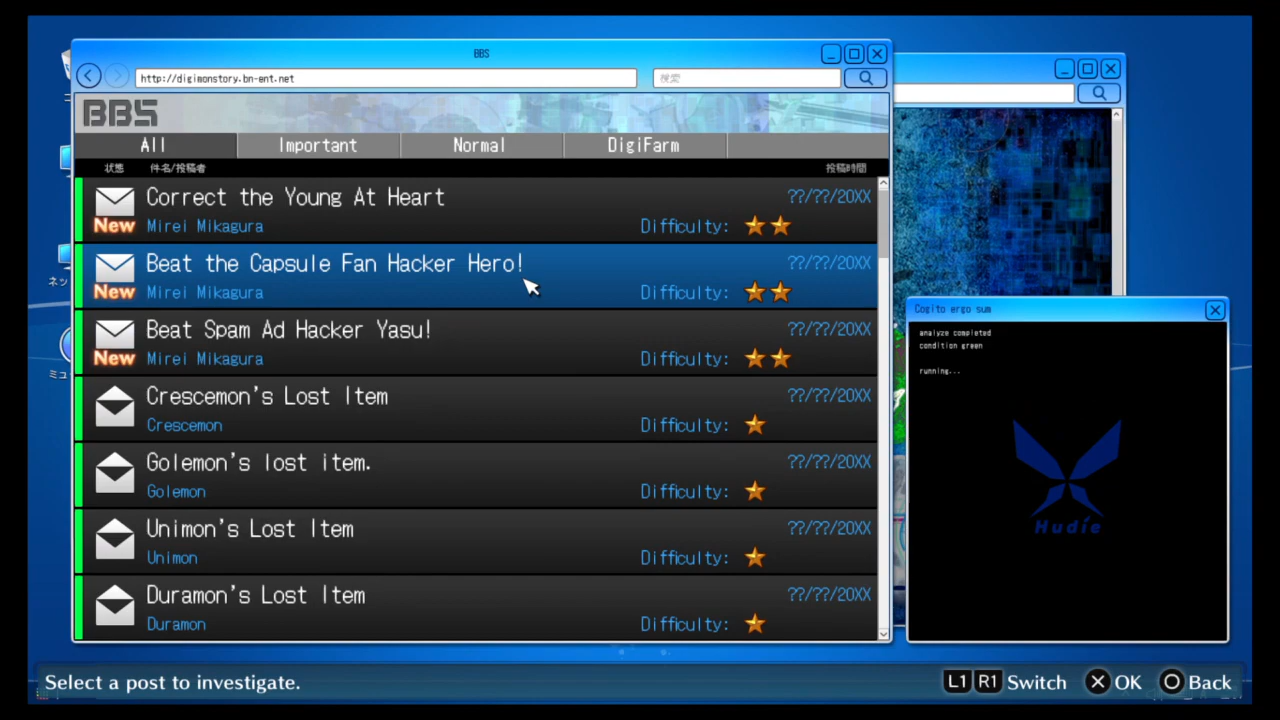 BBS
http://digimonstory.bn-ent.net
検索
BBS
All
Important
Normal
DigiFarm
状態
件名/投稿者
投稿時間
Correct the Young At Heart
??/??/20XX
New
Mirei Mikagura
Difficulty:
Beat the Capsule Fan Hacker Hero!
??/??/20XX
New
Mirei Mikagura
Difficulty:
Beat Spam Ad Hacker Yasu!
??/??/20XX
New
Mirei Mikagura
Difficulty:
Crescemon's Lost Item
??/??/20XX
Crescemon
Difficulty:
Golemon's lost item.
??/??/20XX
Golemon
Difficulty:
Unimon's Lost Item
??/??/20XX
Unimon
Difficulty:
Duramon's Lost Item
??/??/20XX
Duramon
Difficulty:
ネッ
ミュ
Cogito ergo sum
analyze completed
condition green
running...
Hudie
Select a post to investigate.
L1 R1 Switch
OK
Back